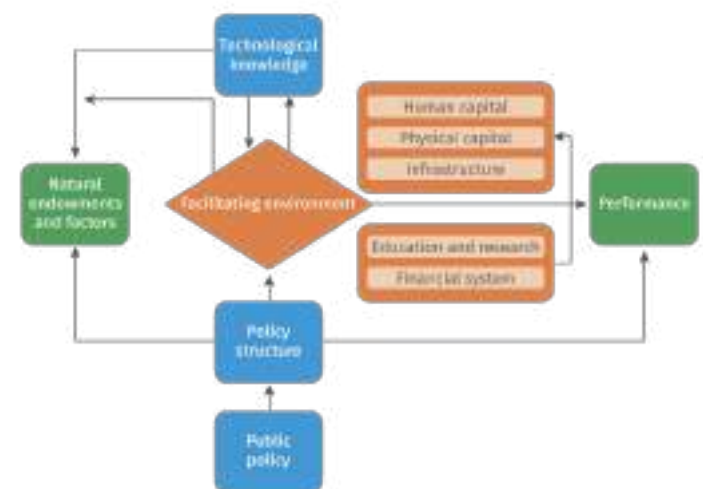 Technological
knowledge
Human capital
Physical capital
Infrastructure
Natural
endowments
and factors
Facilitating environment
Performance
Education and research
Financial system
Policy
structure
Public
policy